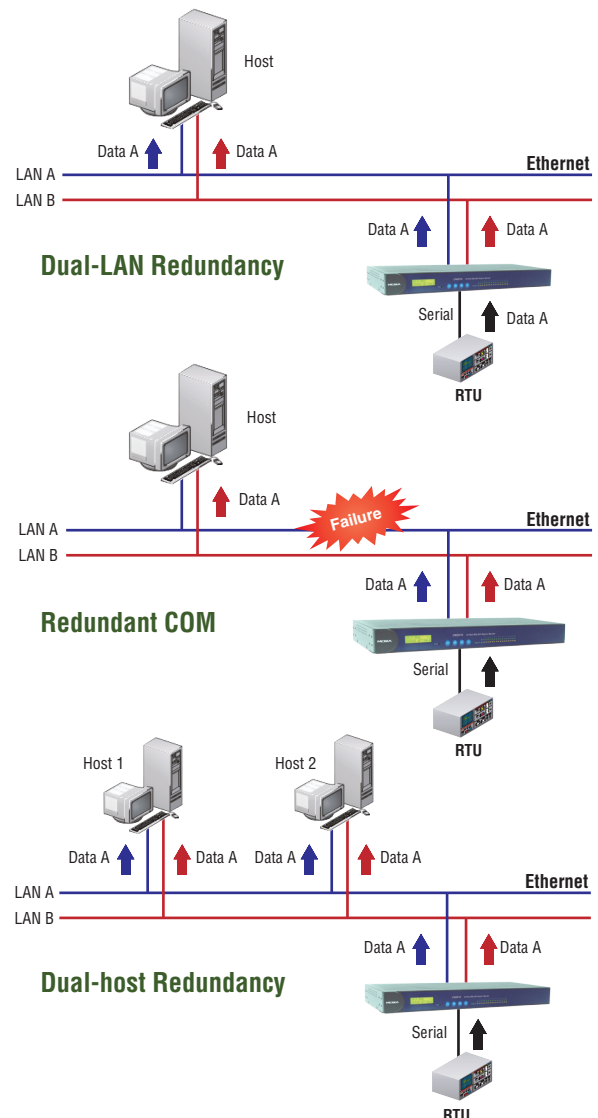 Host
Data A
Data A
Ethernet
LAN A
LAN B
Data A
Data A
Dual-LAN Redundancy
Serial
Data A
RTU
Host
Data A
Failure
Ethernet
LAN A
LAN B
Data A
Data A
Redundant COM
Serial
RTU
Host 1
Host 2
Data A
Data A
Data A
Data A
Ethernet
LAN A
LAN B
Data A
Data A
Dual-host Redundancy
Serial
RTU